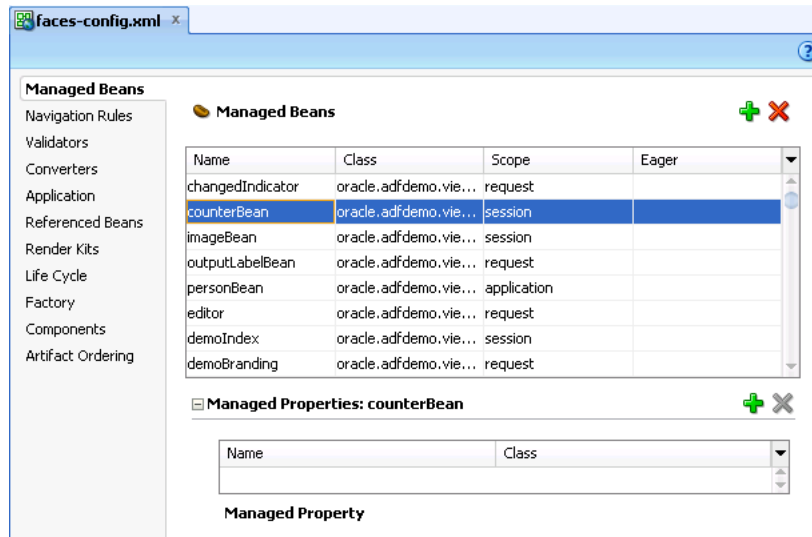 faces-config.xml x
?
Managed Beans
Navigation Rules
Validators
Converters
Application
Referenced Beans
Render Kits
Life Cycle
Factory
Components
Artifact Ordering
Managed Beans
Name Class Scope Eager
changedIndicator oracle.adfdemo.vie... request
counterBean oracle.adfdemo.vie... session
imageBean oracle.adfdemo.vie... session
outputLabelBean oracle.adfdemo.vie... request
personBean oracle.adfdemo.vie... application
editor oracle.adfdemo.vie... request
demoIndex oracle.adfdemo.vie... session
demoBranding oracle.adfdemo.vie... request
Managed Properties: counterBean
Name Class
Managed Property